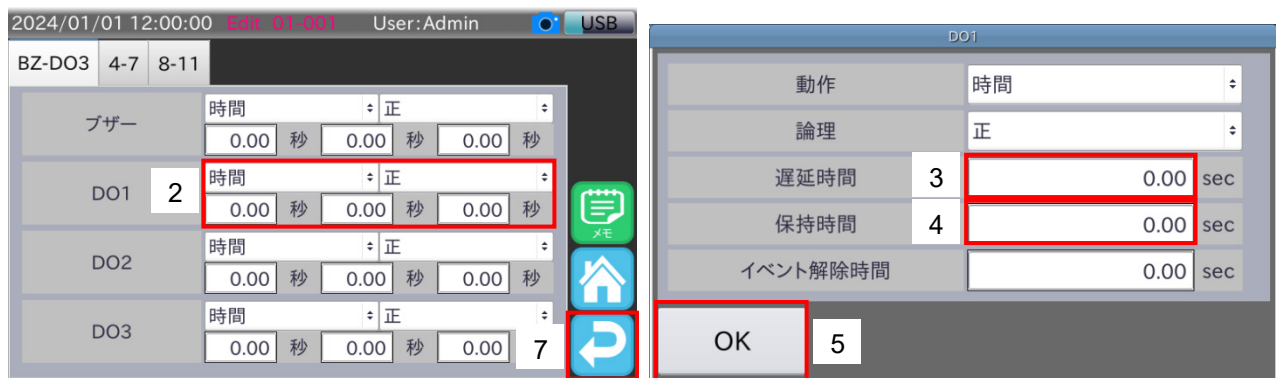 2024/01/01 12:00:00 Edit 01-001 User:Admin USB
BZ-DO3 4-7 8-11
ブザー
時間 正
0.00 秒 0.00 秒 0.00 秒
DO1 2
時間 正
0.00 秒 0.00 秒 0.00 秒
DO2
時間 正
0.00 秒 0.00 秒 0.00 秒
DO3
時間 正
0.00 秒 0.00 秒 0.00 7
メモ
DO1
動作 時間
論理 正
遅延時間 3 0.00 sec
保持時間 4 0.00 sec
イベント解除時間 0.00 sec
OK 5